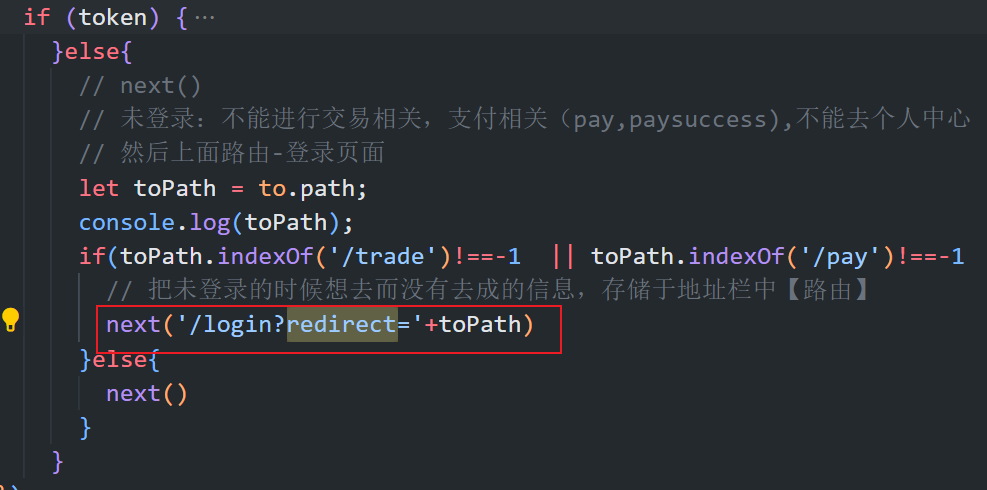 if (token) {…
}else{
// next()
// 未登录：不能进行交易相关，支付相关（pay,paysuccess),不能去个人中心
// 然后上面路由-登录页面
let toPath = to.path;
console.log(toPath);
if(toPath.indexOf('/trade')!==-1 || toPath.indexOf('/pay')!==-1
// 把未登录的时候想去而没有去成的信息，存储于地址栏中【路由】
next('/login?redirect='+toPath)
}else{
next()
}
}